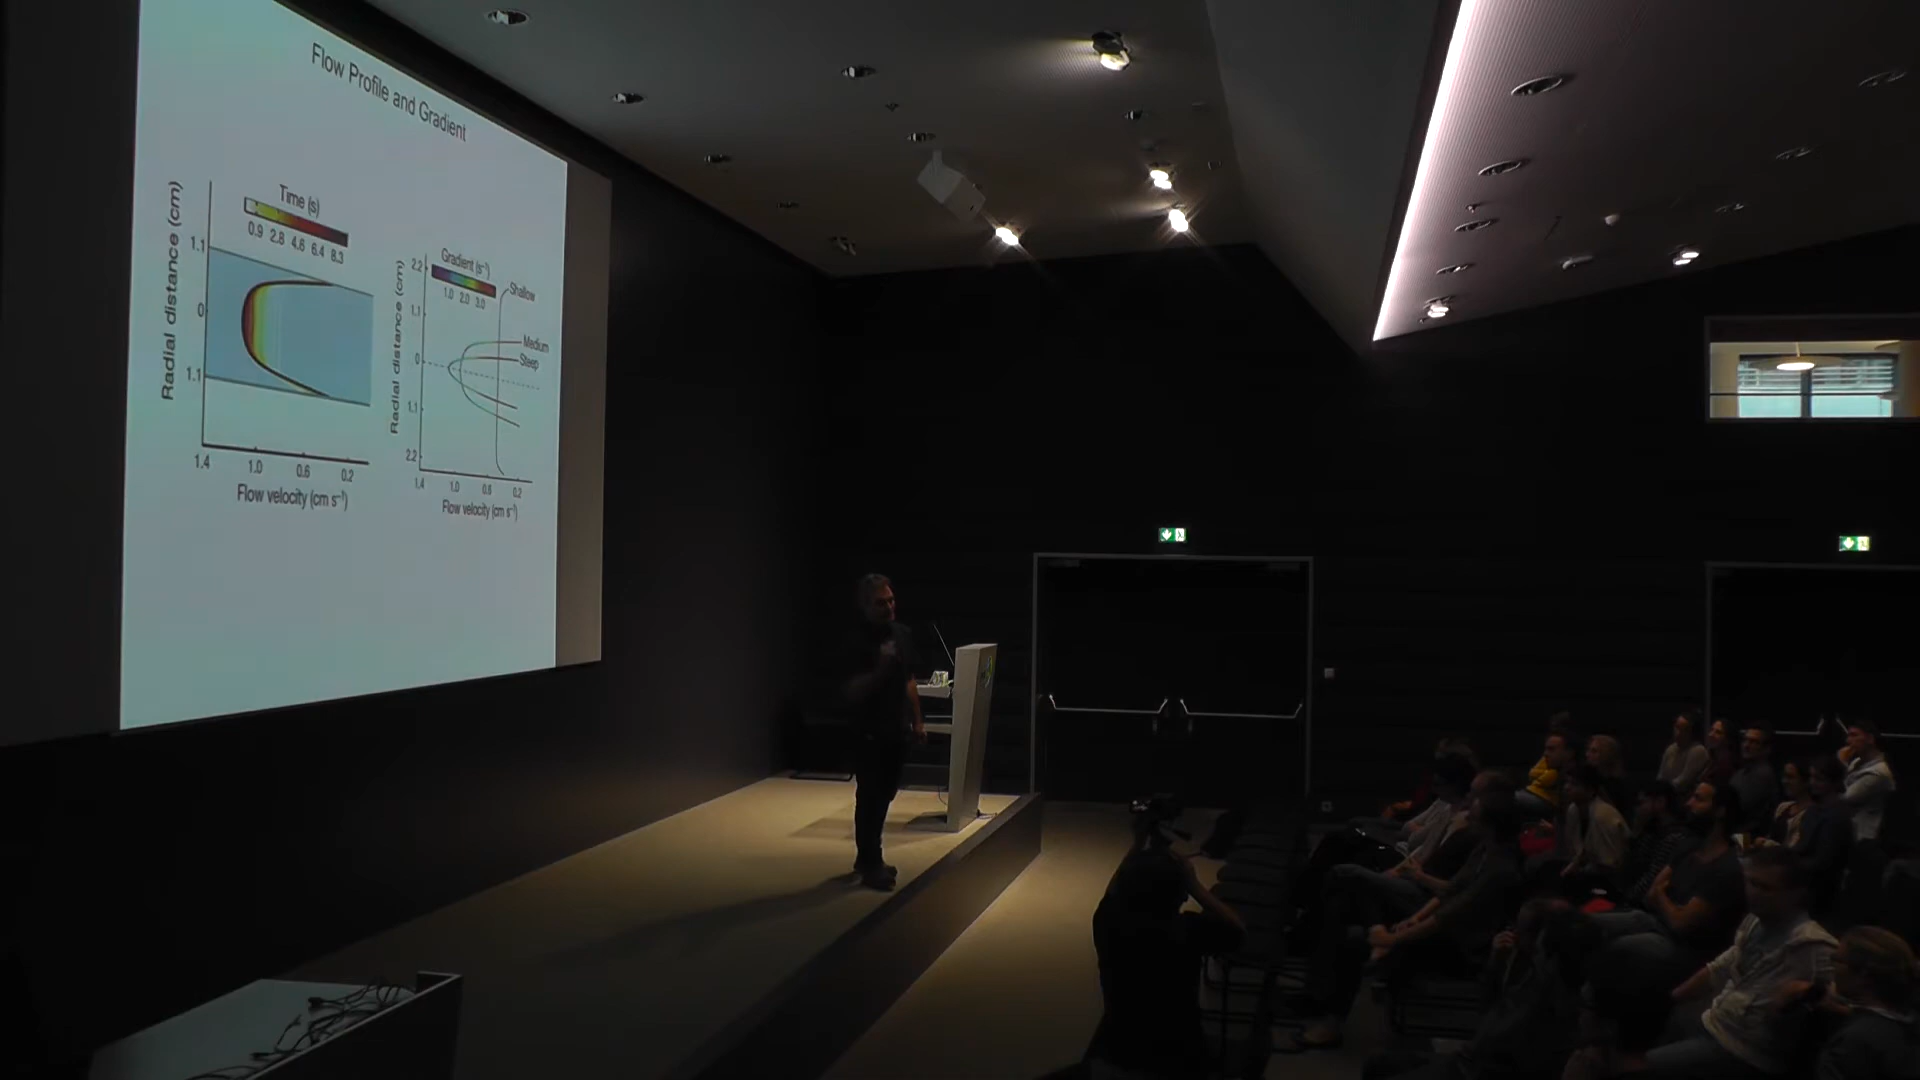 Flow Profile and Gradient
Time (s)
0.9 2.8 4.6 6.4 8.3
Radial distance (cm)
1.1
0
1.1
1.4 1.0 0.6 0.2
Flow velocity (cm s⁻¹)
Gradient (s⁻¹)
1.0 2.0 3.0
Radial distance (cm)
2.2
1.1
0
1.1
2.2
Shallow
Medium
Steep
1.4 1.0 0.6 0.2
Flow velocity (cm s⁻¹)